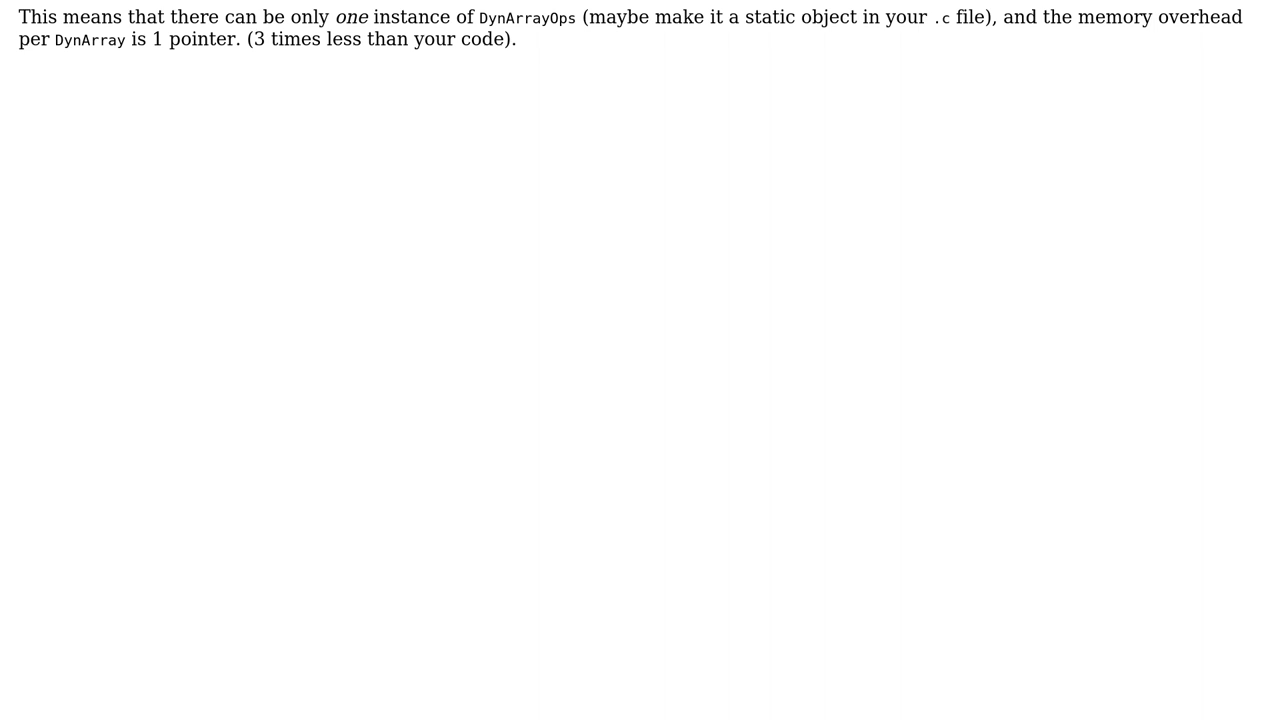 This means that there can be only one instance of DynArrayOps (maybe make it a static object in your .c file), and the memory overhead
per DynArray is 1 pointer. (3 times less than your code).